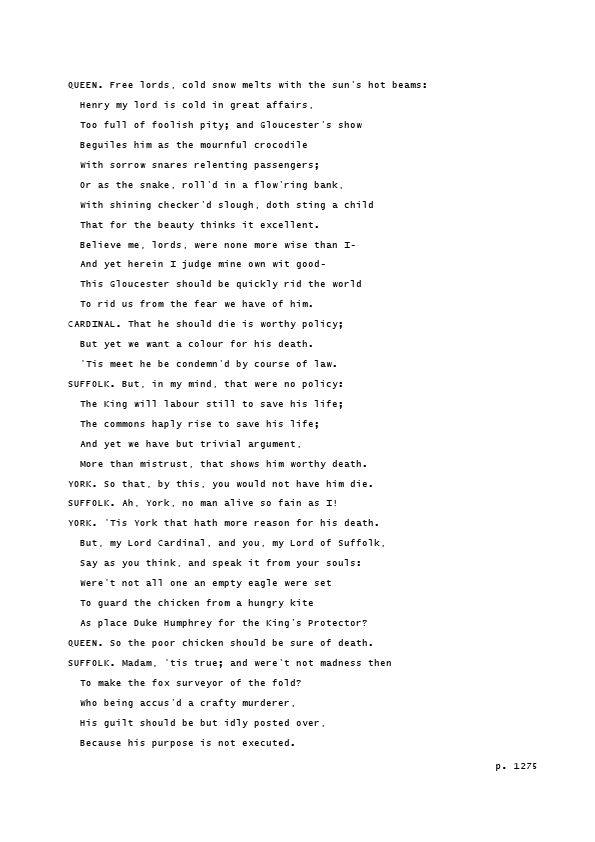 QUEEN. Free lords, cold snow melts with the sun's hot beams:
Henry my lord is cold in great affairs,
Too full of foolish pity; and Gloucester's show
Beguiles him as the mournful crocodile
With sorrow snares relenting passengers;
Or as the snake, roll'd in a flow'ring bank,
With shining checker'd slough, doth sting a child
That for the beauty thinks it excellent.
Believe me, lords, were none more wise than I-
And yet herein I judge mine own wit good-
This Gloucester should be quickly rid the world
To rid us from the fear we have of him.
CARDINAL. That he should die is worthy policy;
But yet we want a colour for his death.
'Tis meet he be condemn'd by course of law.
SUFFOLK. But, in my mind, that were no policy:
The King will labour still to save his life;
The commons haply rise to save his life;
And yet we have but trivial argument,
More than mistrust, that shows him worthy death.
YORK. So that, by this, you would not have him die.
SUFFOLK. Ah, York, no man alive so fain as I!
YORK. 'Tis York that hath more reason for his death.
But, my Lord Cardinal, and you, my Lord of Suffolk,
Say as you think, and speak it from your souls:
Were't not all one an empty eagle were set
To guard the chicken from a hungry kite
As place Duke Humphrey for the King's Protector?
QUEEN. So the poor chicken should be sure of death.
SUFFOLK. Madam, 'tis true; and were't not madness then
To make the fox surveyor of the fold?
Who being accus'd a crafty murderer,
His guilt should be but idly posted over,
Because his purpose is not executed.
p. 1275